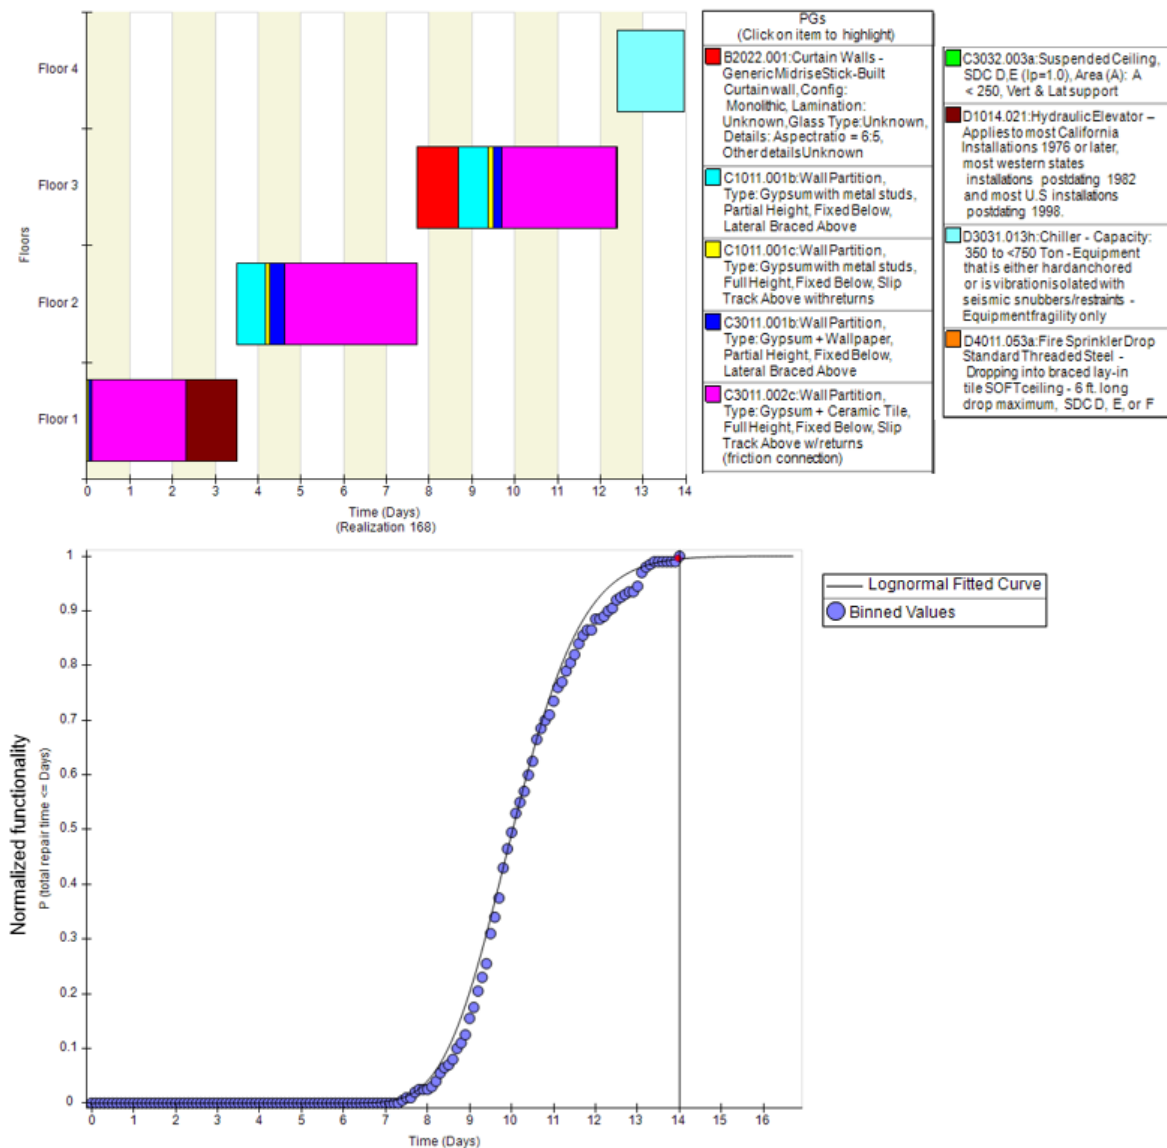 Floor 4
Floor 3
Floor 2
Floor 1
Floors
0 1 2 3 4 5 6 7 8 9 10 11 12 13 14
Time (Days)
(Realization 168)
PGs
(Click on item to highlight)
B2022.001:Curtain Walls -
Generic Midrise Stick-Built
Curtain wall, Config:
Monolithic, Lamination:
Unknown, Glass Type: Unknown,
Details: Aspect ratio = 6:5,
Other details Unknown
C1011.001b: Wall Partition,
Type: Gypsum with metal studs,
Partial Height, Fixed Below,
Lateral Braced Above
C1011.001c: Wall Partition,
Type: Gypsum with metal studs,
Full Height, Fixed Below, Slip
Track Above with returns
C3011.001b: Wall Partition,
Type: Gypsum + Wallpaper,
Partial Height, Fixed Below,
Lateral Braced Above
C3011.002c: Wall Partition,
Type: Gypsum + Ceramic Tile,
Full Height, Fixed Below, Slip
Track Above w/returns
(friction connection)
C3032.003a: Suspended Ceiling,
SDC D,E (Ip=1.0), Area (A): A
< 250, Vert & Lat support
D1014.021: Hydraulic Elevator –
Applies to most California
Installations 1976 or later,
most western states
installations postdating 1982
and most U.S installations
postdating 1998.
D3031.013h: Chiller - Capacity:
350 to <750 Ton - Equipment
that is either hard anchored
or is vibration isolated with
seismic snubbers/restraints -
Equipment fragility only
D4011.053a: Fire Sprinkler Drop
Standard Threaded Steel -
Dropping into braced lay-in
tile SOFT ceiling - 6 ft. long
drop maximum, SDC D, E, or F
Normalized functionality
P (total repair time <= Days)
1
0.9
0.8
0.7
0.6
0.5
0.4
0.3
0.2
0.1
0
0 1 2 3 4 5 6 7 8 9 10 11 12 13 14 15 16
Time (Days)
Lognormal Fitted Curve
Binned Values